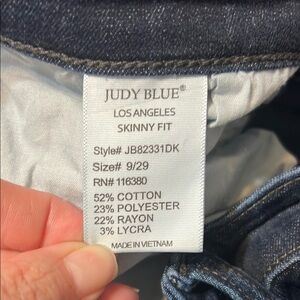 JUDY BLUE®
LOS ANGELES
SKINNY FIT
Style# JB82331DK
Size# 9/29
RN# 116380
52% COTTON
23% POLYESTER
22% RAYON
3% LYCRA
MADE IN VIETNAM